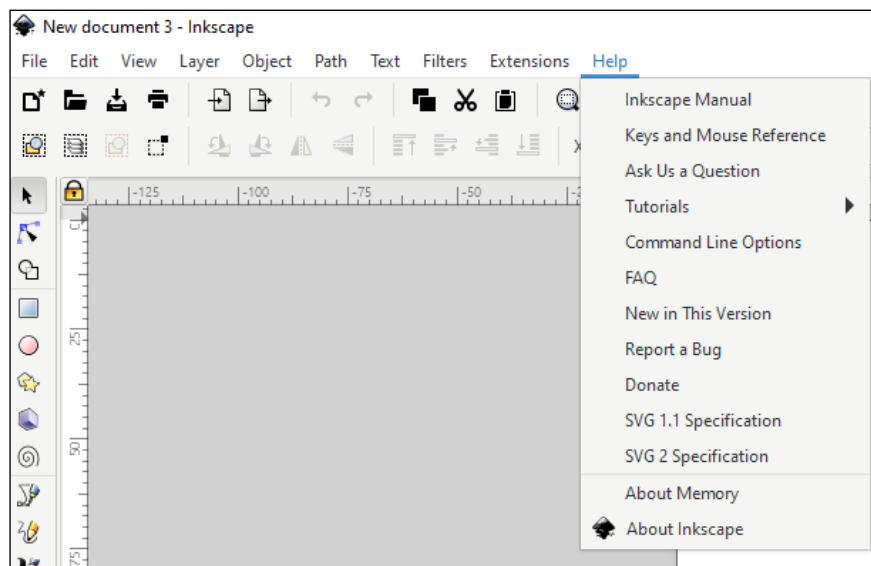 New document 3 - Inkscape
File Edit View Layer Object Path Text Filters Extensions Help
Inkscape Manual
Keys and Mouse Reference
Ask Us a Question
Tutorials
Command Line Options
FAQ
New in This Version
Report a Bug
Donate
SVG 1.1 Specification
SVG 2 Specification
About Memory
About Inkscape
-125 -100 -75 -50
0
25
50
75